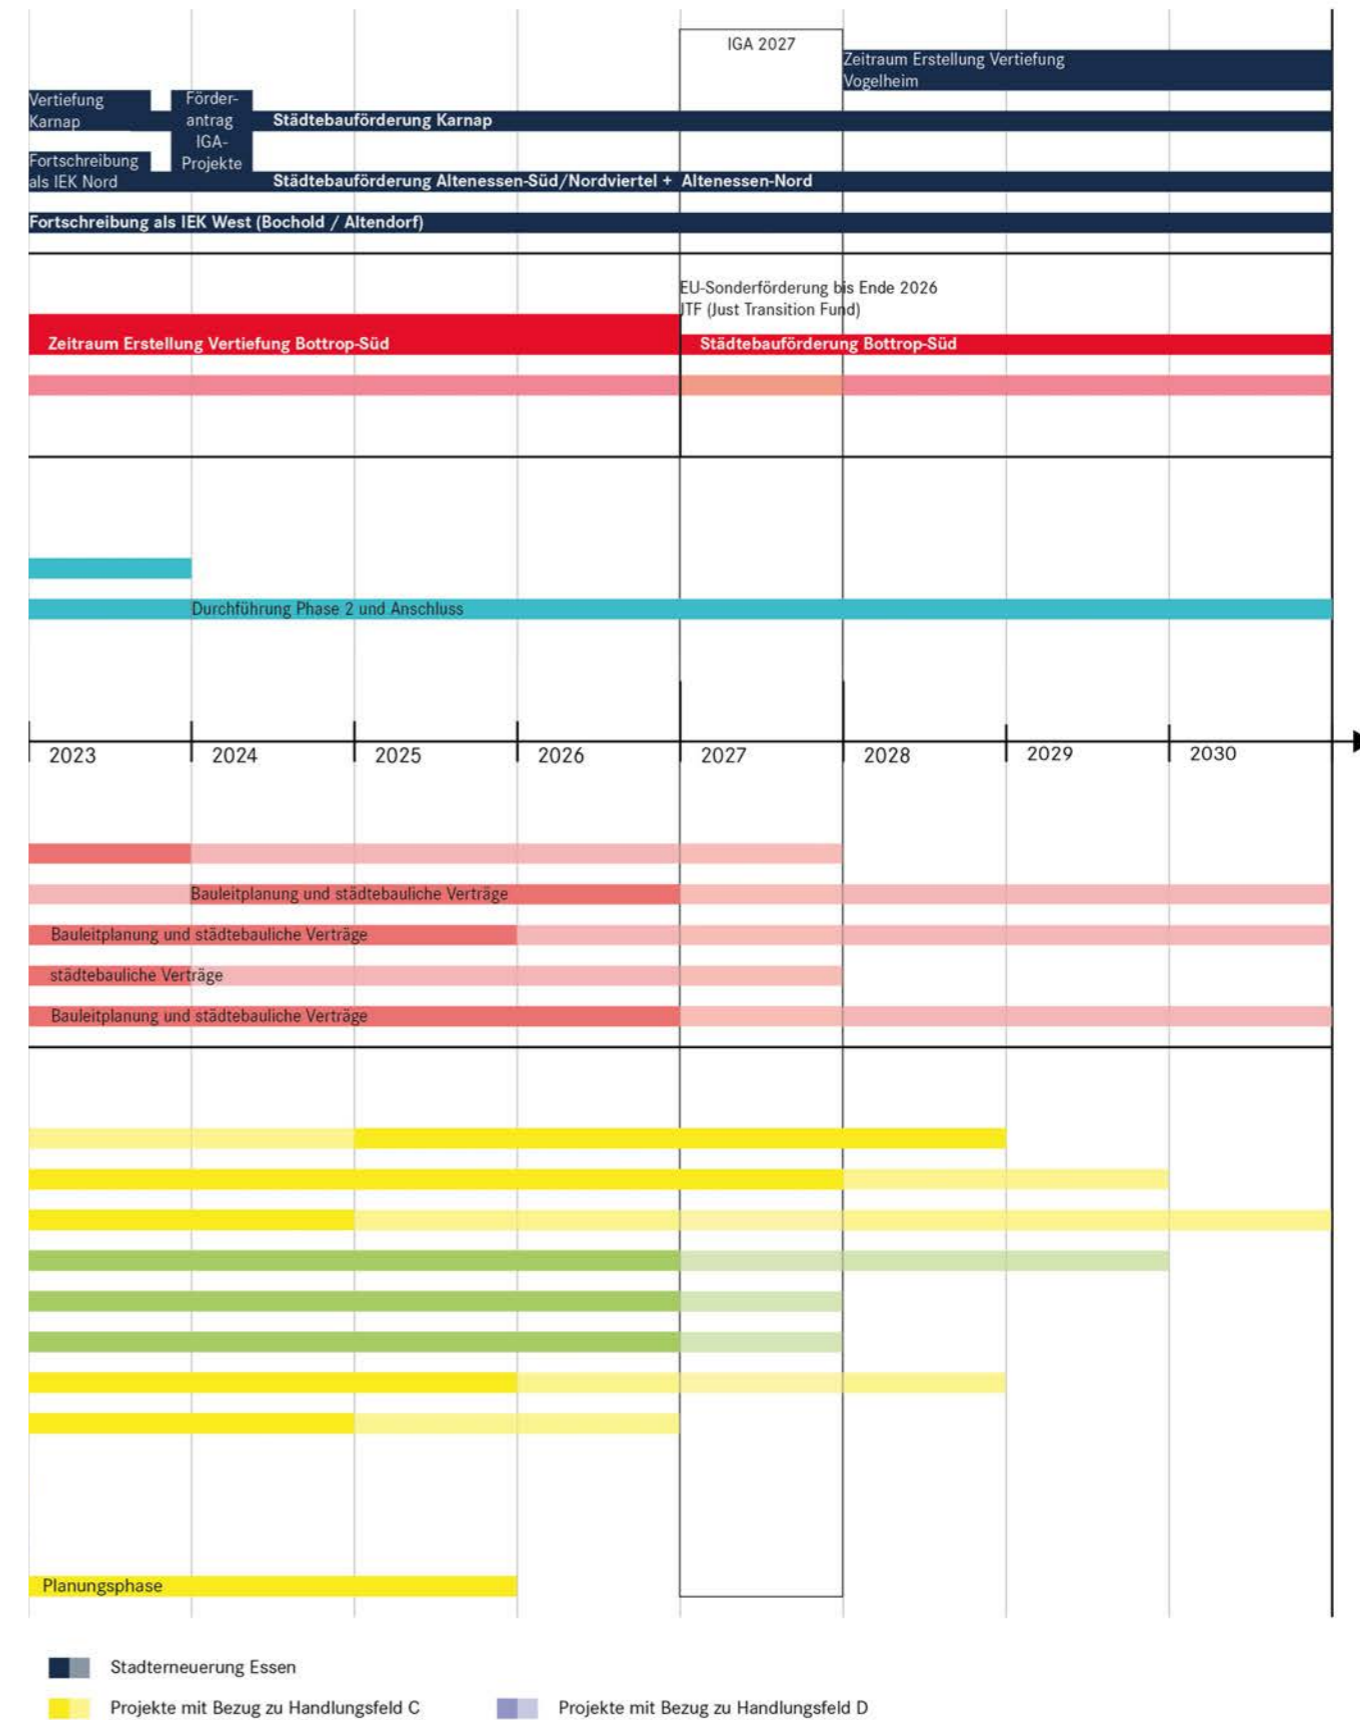 IGA 2027
Zeitraum Erstellung Vertiefung
Vogelheim
Vertiefung
Karnap
Förder-
antrag
IGA-
Projekte
Städtebauförderung Karnap
Fortschreibung
als IEK Nord
Städtebauförderung Altenessen-Süd/Nordviertel + Altenessen-Nord
Fortschreibung als IEK West (Bochold / Altendorf)
EU-Sonderförderung bis Ende 2026
JTF (Just Transition Fund)
Zeitraum Erstellung Vertiefung Bottrop-Süd
Städtebauförderung Bottrop-Süd
Durchführung Phase 2 und Anschluss
2023 2024 2025 2026 2027 2028 2029 2030
Bauleitplanung und städtebauliche Verträge
Bauleitplanung und städtebauliche Verträge
städtebauliche Verträge
Bauleitplanung und städtebauliche Verträge
Planungsphase
Stadterneuerung Essen
Projekte mit Bezug zu Handlungsfeld C
Projekte mit Bezug zu Handlungsfeld D